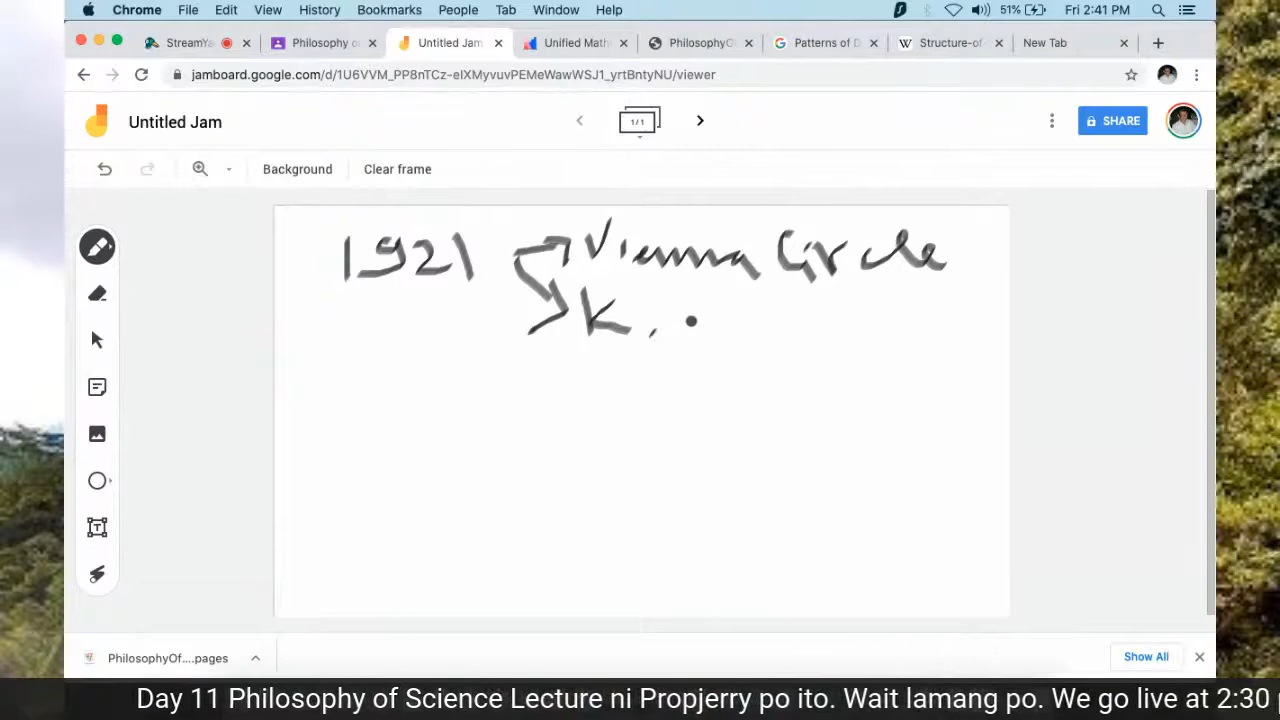 Chrome File Edit View History Bookmarks People Tab Window Help 51% Fri 2:41 PM
StreamYa Philosophy o Untitled Jam Unified Math PhilosophyO Patterns of D W Structure-of New Tab
jamboard.google.com/d/1U6VVM_PP8nTCz-eIXMyvuvPEMeWawWSJ1_yrtBntyNU/viewer
Untitled Jam 1/1 SHARE
Background Clear frame
1921 Vienna Circle
K.
PhilosophyOf....pages Show All
Day 11 Philosophy of Science Lecture ni Propjerry po ito. Wait lamang po. We go live at 2:30